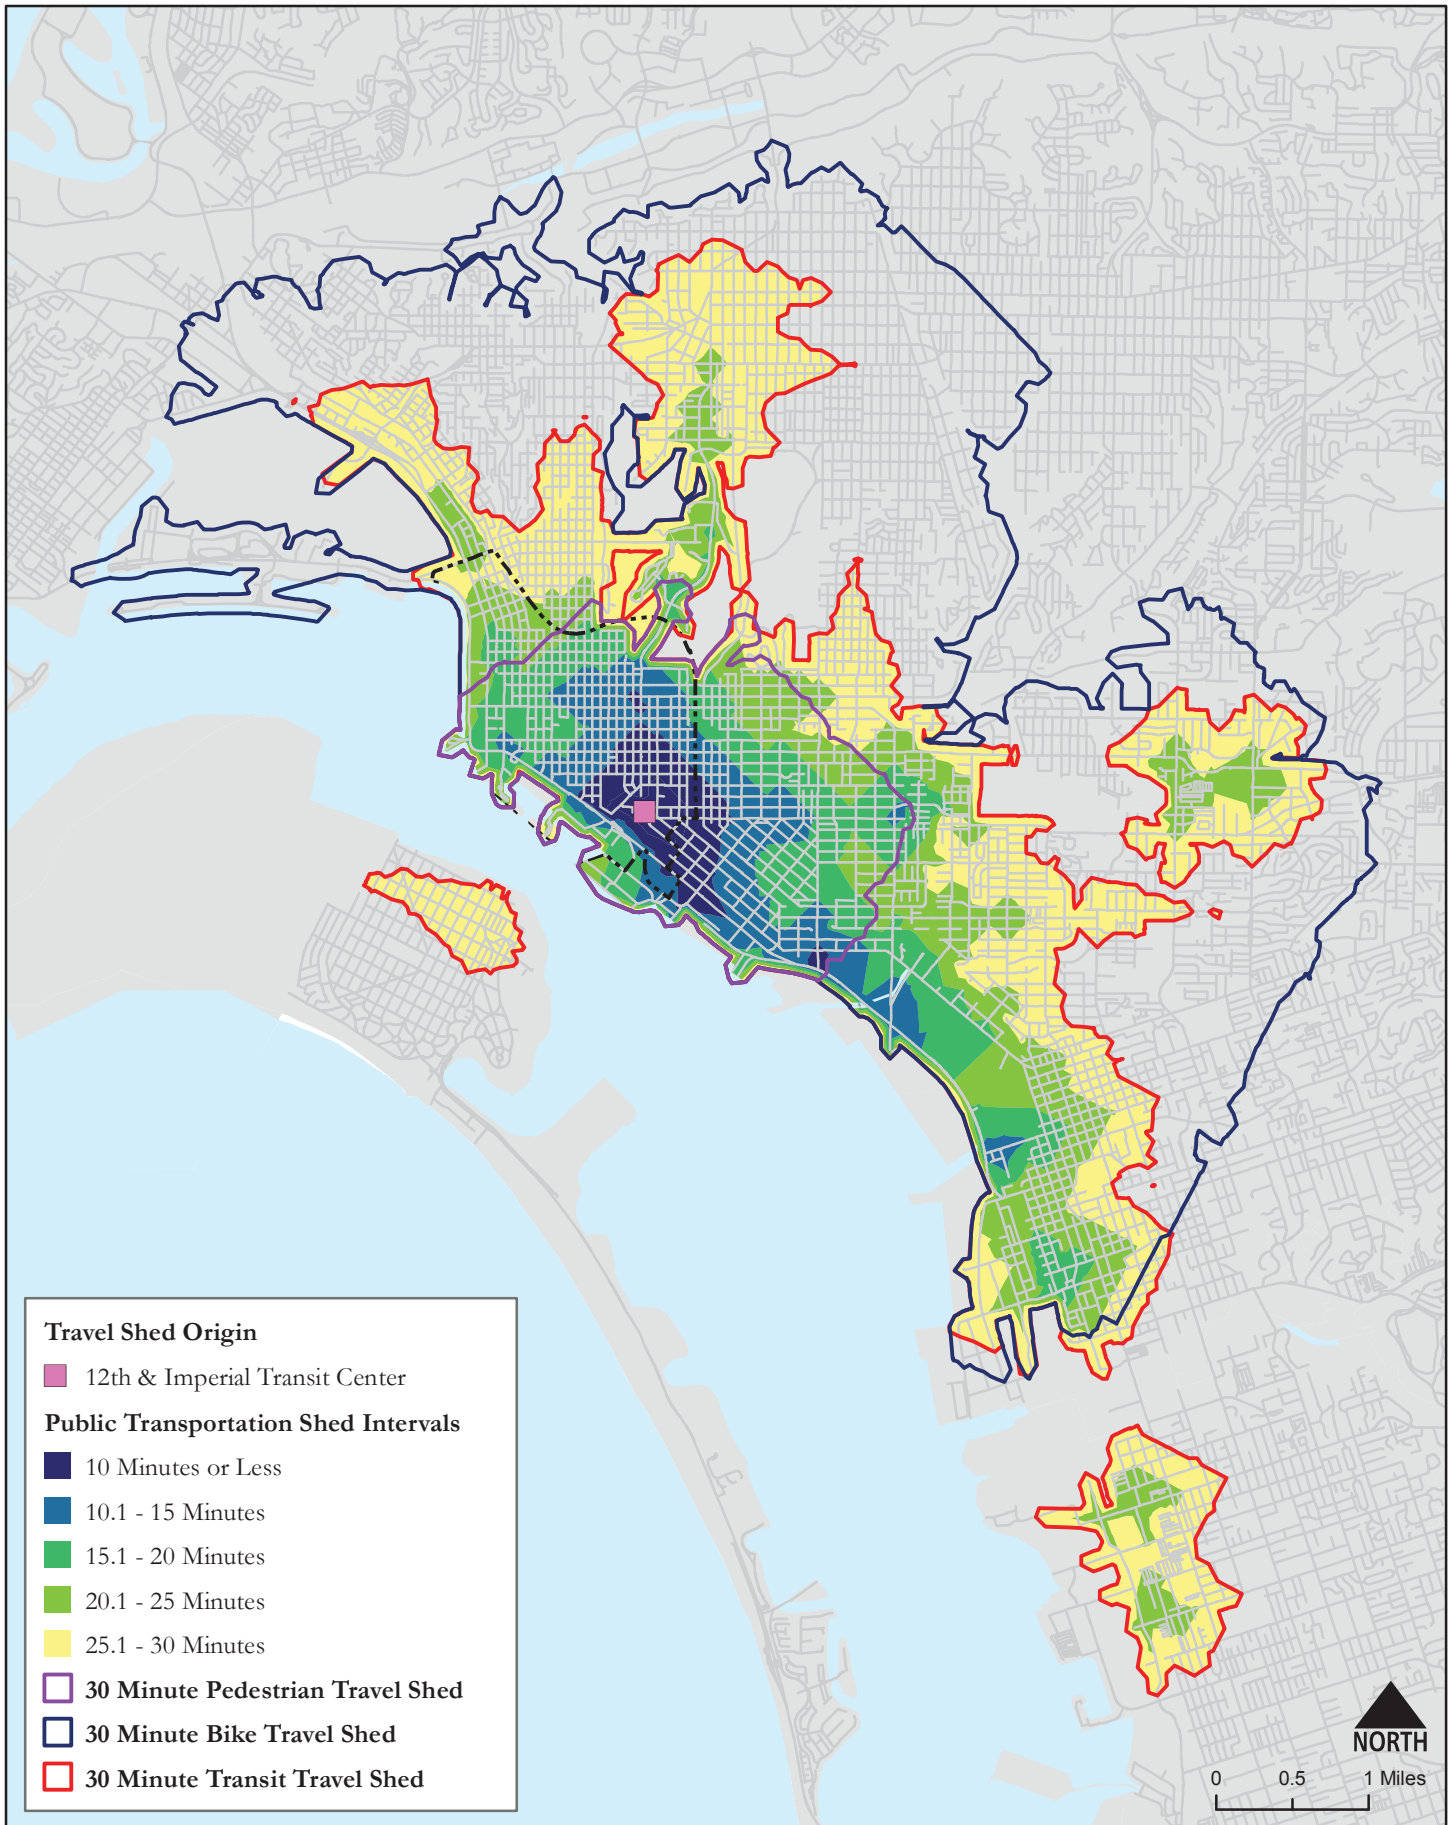 Travel Shed Origin
12th & Imperial Transit Center
Public Transportation Shed Intervals
10 Minutes or Less
10.1 - 15 Minutes
15.1 - 20 Minutes
20.1 - 25 Minutes
25.1 - 30 Minutes
30 Minute Pedestrian Travel Shed
30 Minute Bike Travel Shed
30 Minute Transit Travel Shed
NORTH
0 0.5 1 Miles